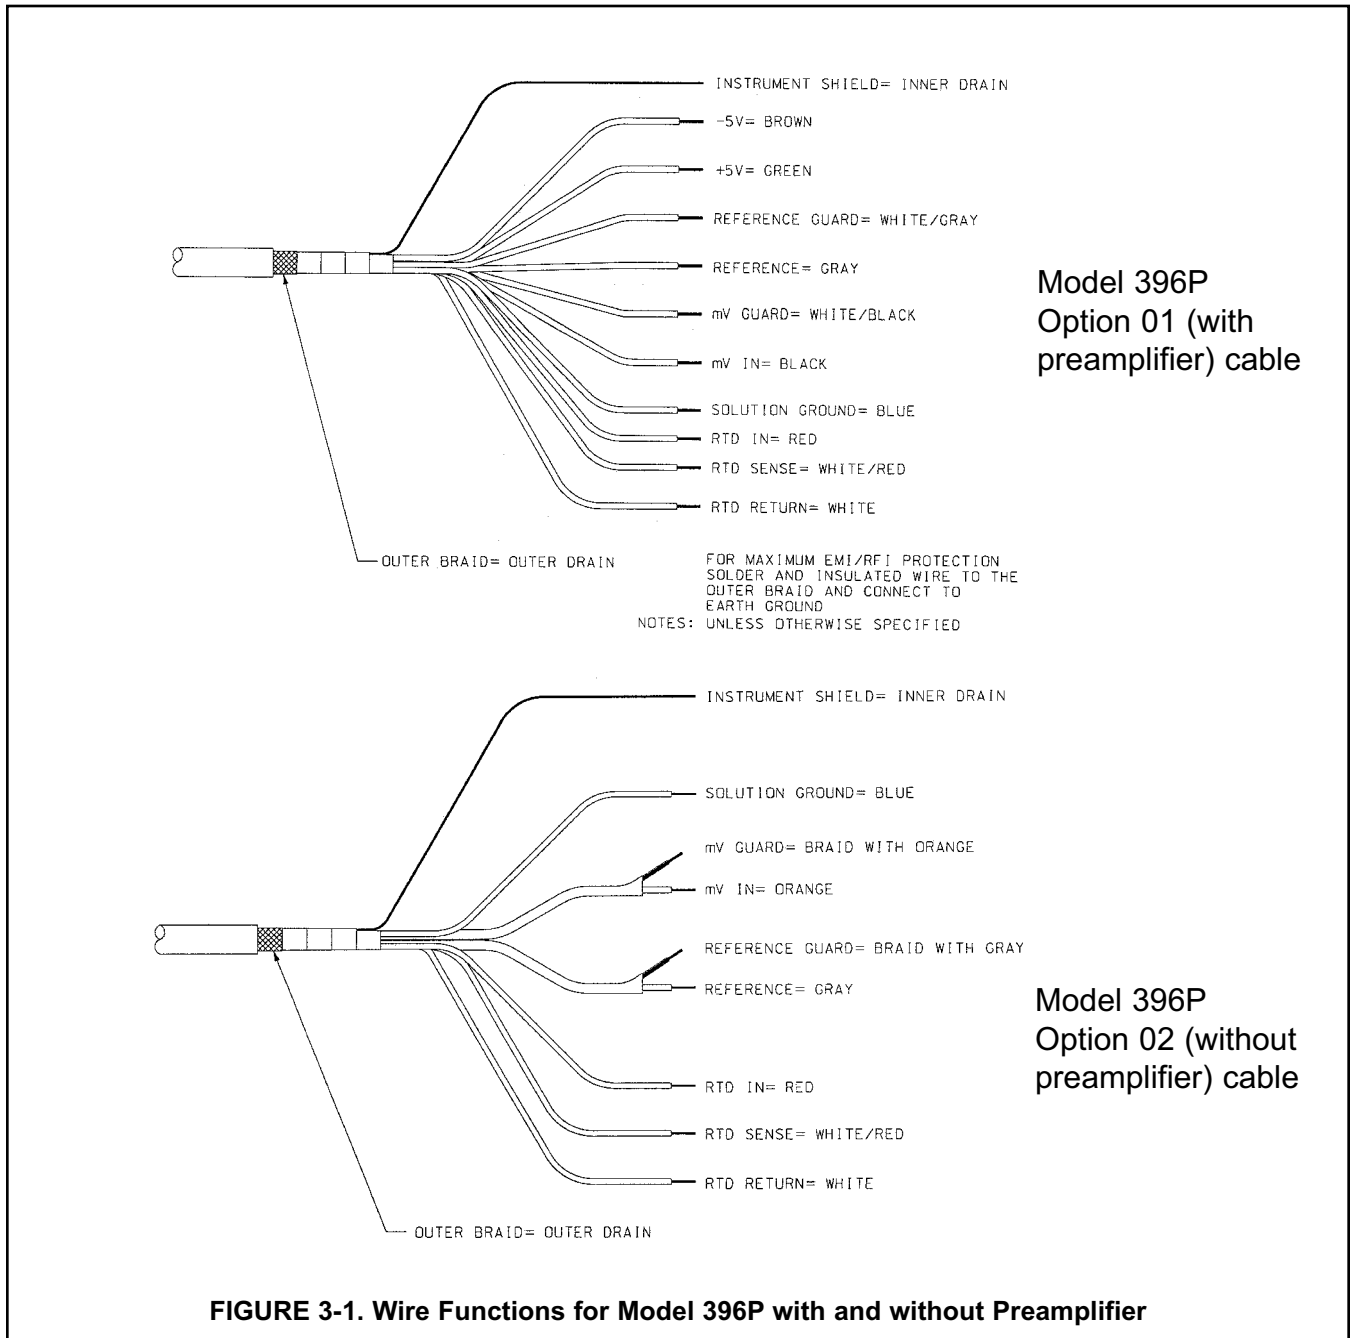 INSTRUMENT SHIELD= INNER DRAIN
-5V= BROWN
+5V= GREEN
REFERENCE GUARD= WHITE/GRAY
REFERENCE= GRAY
mV GUARD= WHITE/BLACK
mV IN= BLACK
SOLUTION GROUND= BLUE
RTD IN= RED
RTD SENSE= WHITE/RED
RTD RETURN= WHITE
OUTER BRAID= OUTER DRAIN
FOR MAXIMUM EMI/RFI PROTECTION
SOLDER AND INSULATED WIRE TO THE
OUTER BRAID AND CONNECT TO
EARTH GROUND
NOTES: UNLESS OTHERWISE SPECIFIED
Model 396P
Option 01 (with
preamplifier) cable
INSTRUMENT SHIELD= INNER DRAIN
SOLUTION GROUND= BLUE
mV GUARD= BRAID WITH ORANGE
mV IN= ORANGE
REFERENCE GUARD= BRAID WITH GRAY
REFERENCE= GRAY
RTD IN= RED
RTD SENSE= WHITE/RED
RTD RETURN= WHITE
OUTER BRAID= OUTER DRAIN
Model 396P
Option 02 (without
preamplifier) cable
FIGURE 3-1. Wire Functions for Model 396P with and without Preamplifier